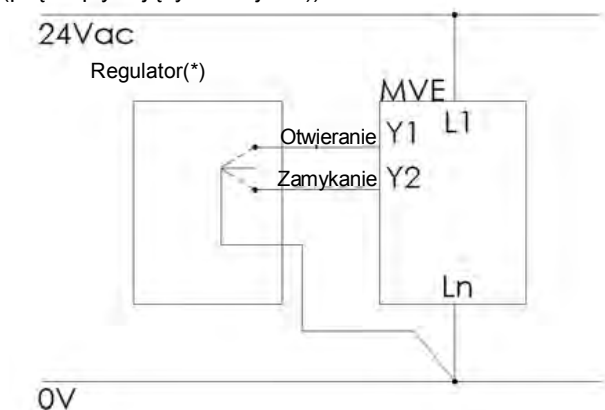 24Vac
Regulator(*)
MVE
Otwieranie Y1 L1
Zamykanie Y2
Ln
0V